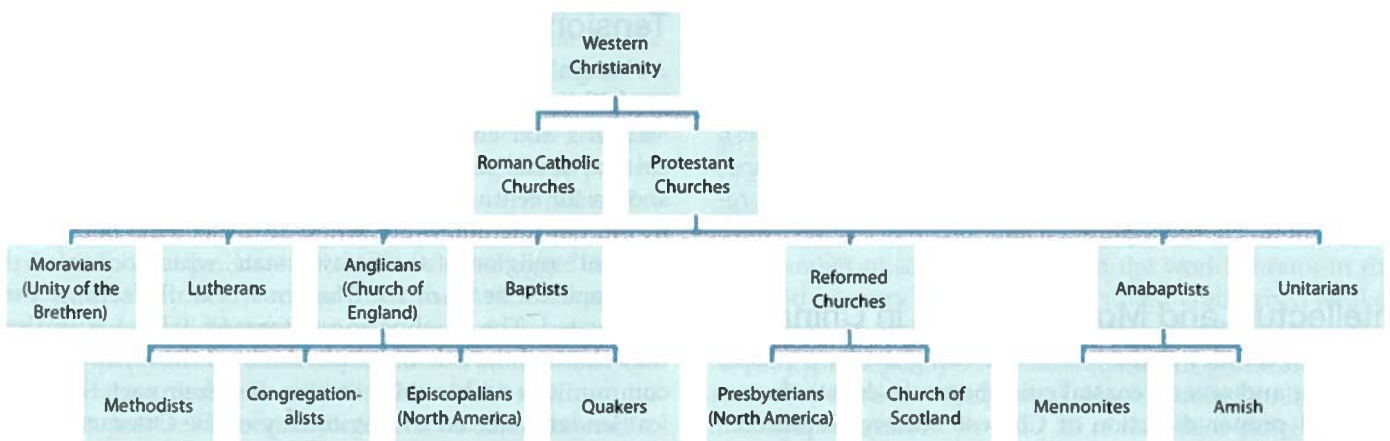 Western
Christianity
Roman Catholic
Churches
Protestant
Churches
Moravians
(Unity of the
Brethren)
Lutherans
Anglicans
(Church of
England)
Baptists
Reformed
Churches
Anabaptists
Unitarians
Methodists
Congregation-
alists
Episcopalians
(North America)
Quakers
Presbyterians
(North America)
Church of
Scotland
Mennonites
Amish